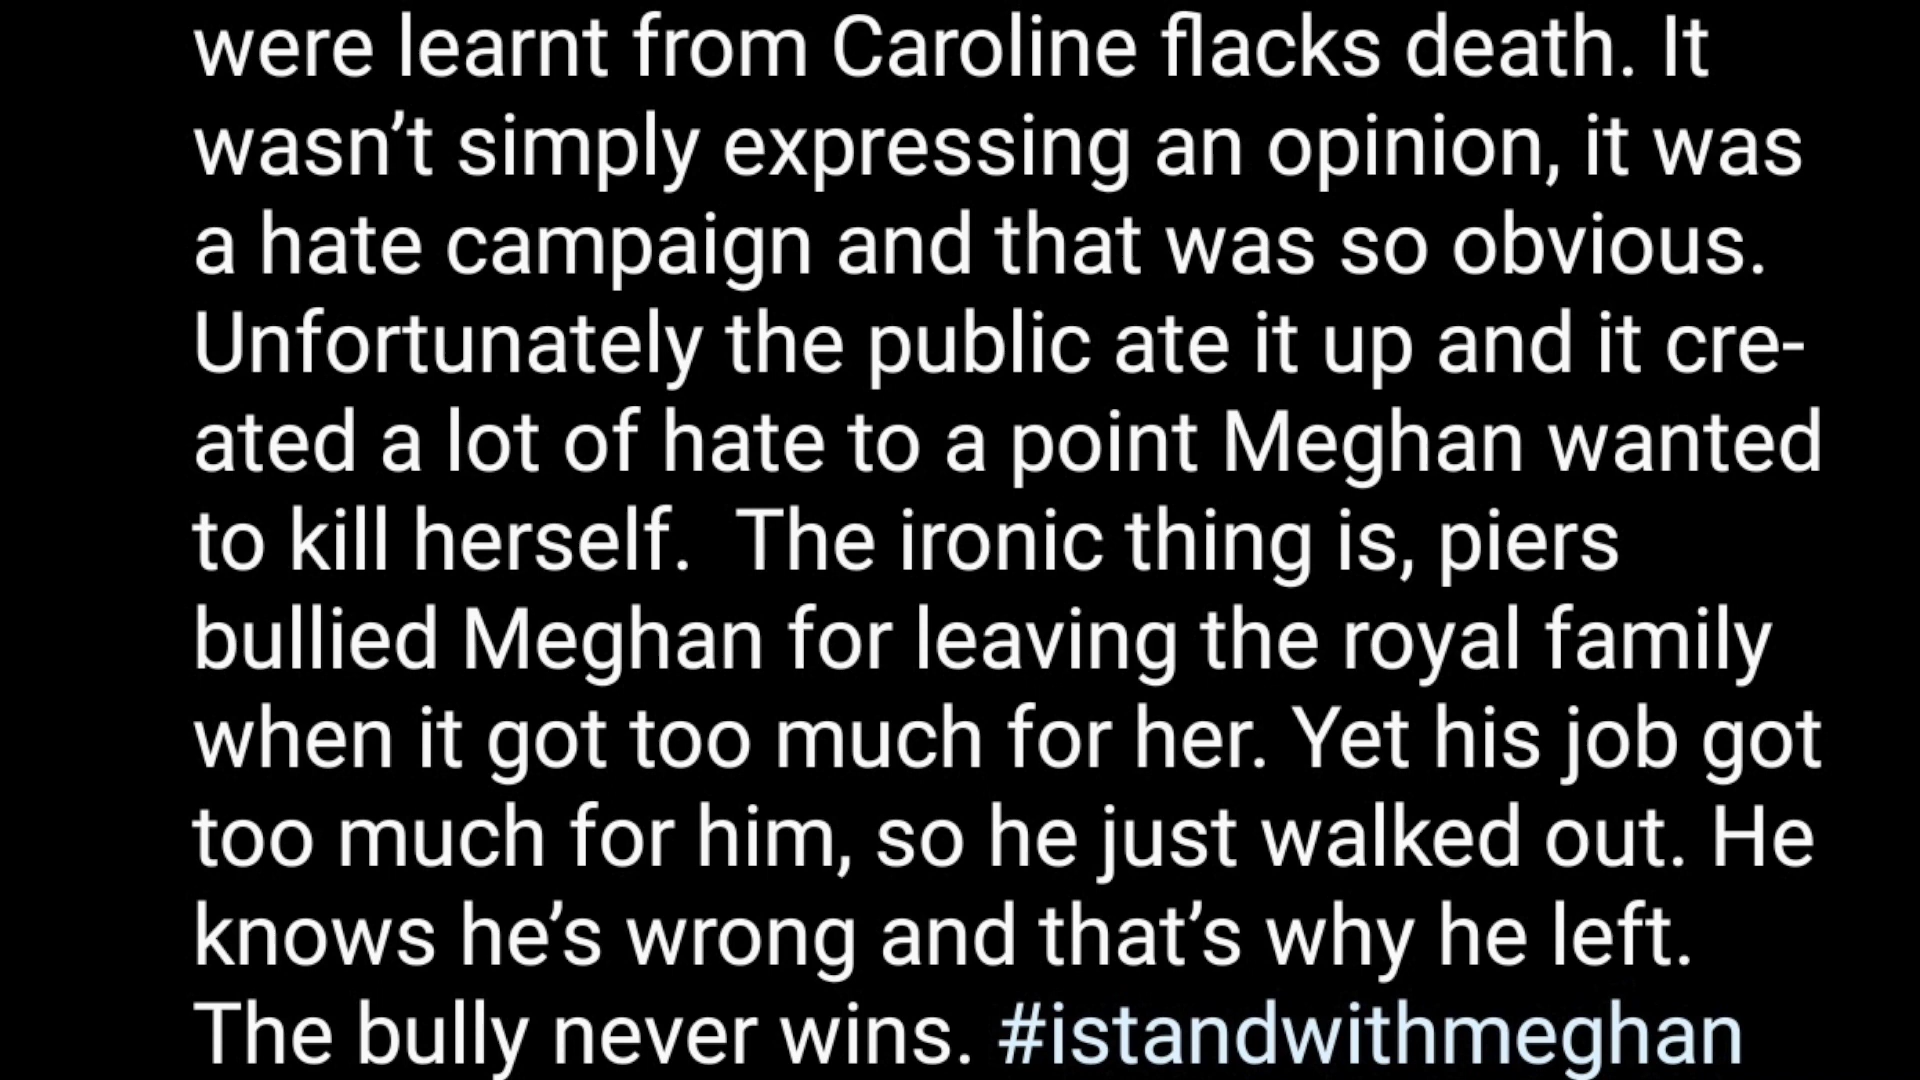 were learnt from Caroline flacks death. It
wasn’t simply expressing an opinion, it was
a hate campaign and that was so obvious.
Unfortunately the public ate it up and it cre-
ated a lot of hate to a point Meghan wanted
to kill herself.  The ironic thing is, piers
bullied Meghan for leaving the royal family
when it got too much for her. Yet his job got
too much for him, so he just walked out. He
knows he’s wrong and that’s why he left.
The bully never wins. #istandwithmeghan